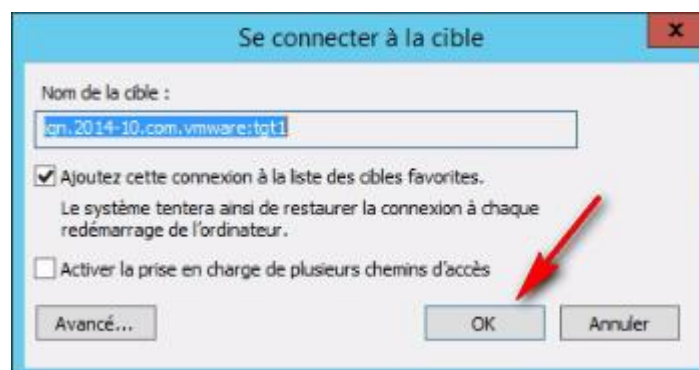 Se connecter à la cible
x
Nom de la cible :
iqn.2014-10.com.vmware:tgt1
Ajoutez cette connexion à la liste des cibles favorites.
Le système tentera ainsi de restaurer la connexion à chaque
redémarrage de l'ordinateur.
Activer la prise en charge de plusieurs chemins d'accès
Avancé...
OK
Annuler